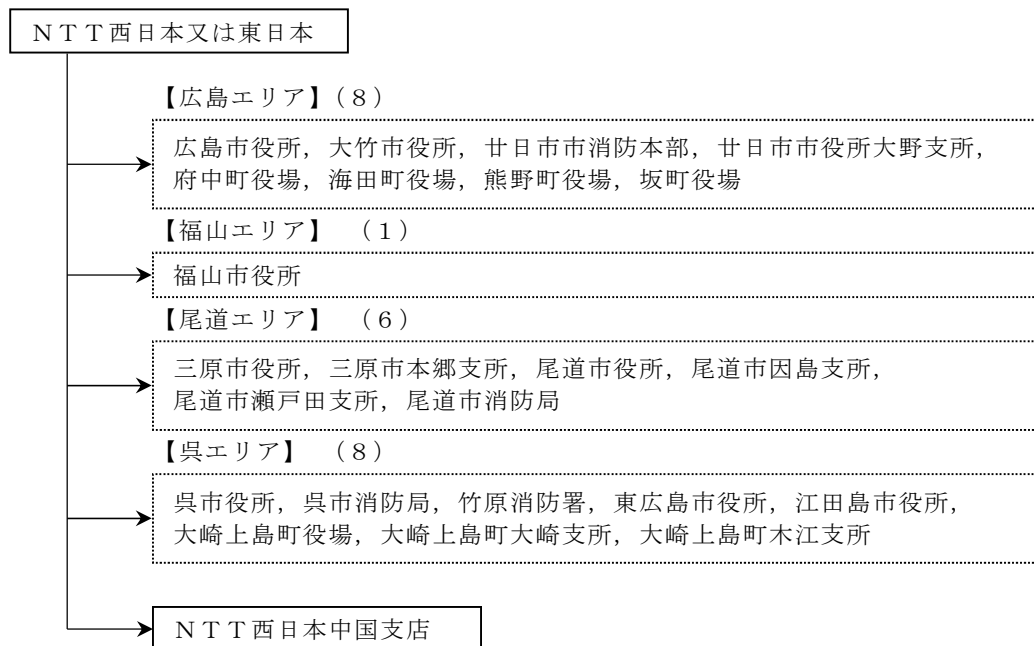 ＮＴＴ西日本又は東日本
【広島エリア】（８）
広島市役所，大竹市役所，廿日市市消防本部，廿日市市役所大野支所，
府中町役場，海田町役場，熊野町役場，坂町役場
【福山エリア】　（１）
福山市役所
【尾道エリア】　（６）
三原市役所，三原市本郷支所，尾道市役所，尾道市因島支所，
尾道市瀬戸田支所，尾道市消防局
【呉エリア】　（８）
呉市役所，呉市消防局，竹原消防署，東広島市役所，江田島市役所，
大崎上島町役場，大崎上島町大崎支所，大崎上島町木江支所
ＮＴＴ西日本中国支店